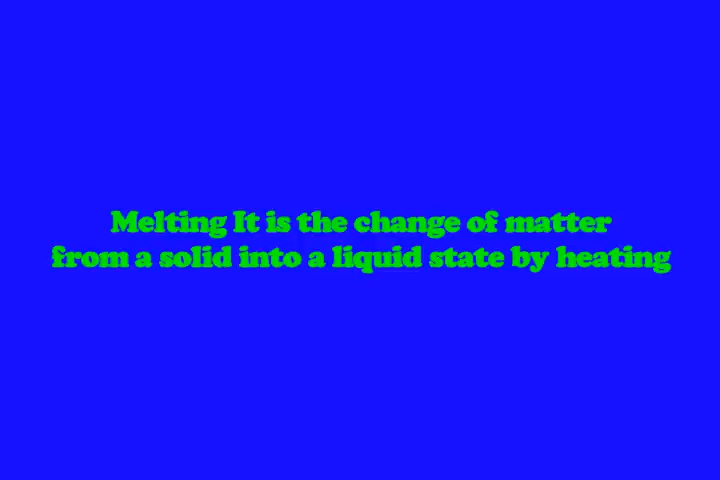 Melting It is the change of matter
from a solid into a liquid state by heating